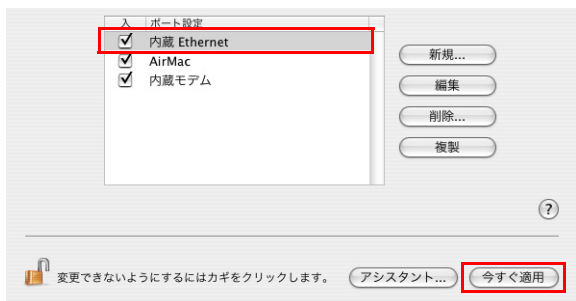 入 ポート設定
内蔵 Ethernet
AirMac
内蔵モデム
新規...
編集
削除...
複製
?
変更できないようにするにはカギをクリックします。
アシスタント...
今すぐ適用